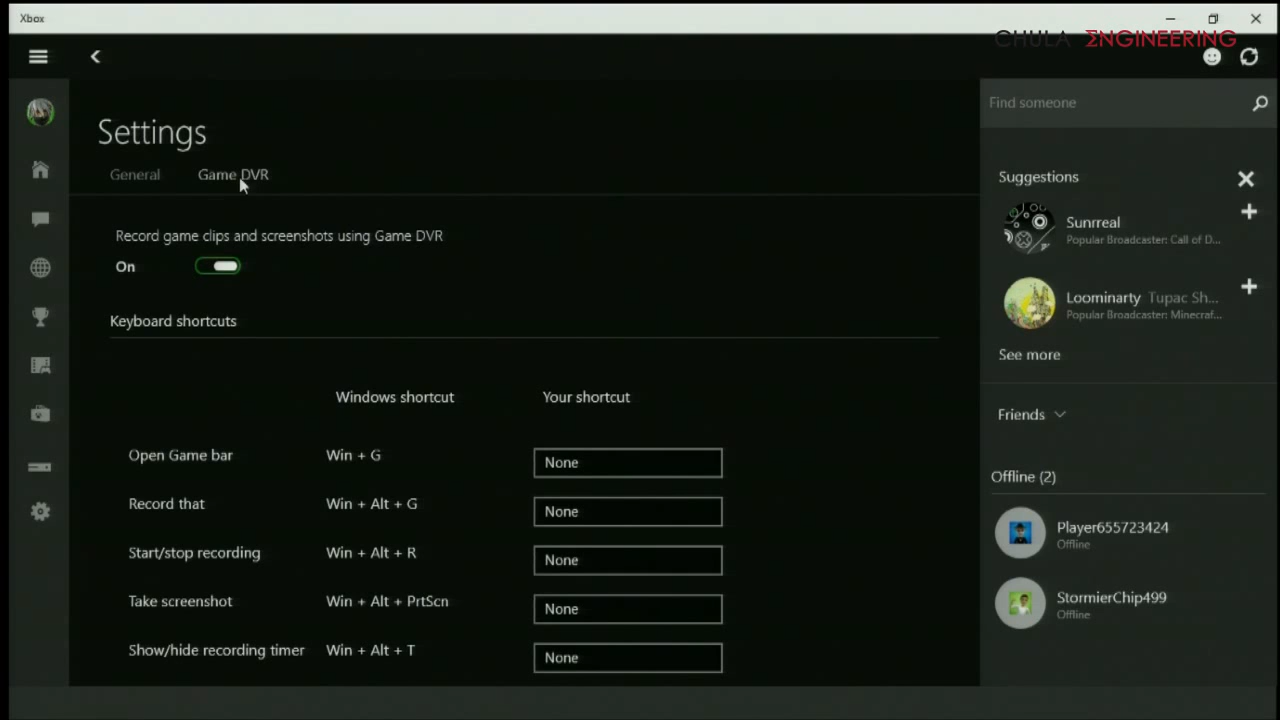 Xbox
CHULA ΣNGINEERING
Find someone
Settings
General
Game DVR
Record game clips and screenshots using Game DVR
On
Keyboard shortcuts
Windows shortcut
Your shortcut
Open Game bar
Win + G
None
Record that
Win + Alt + G
None
Start/stop recording
Win + Alt + R
None
Take screenshot
Win + Alt + PrtScn
None
Show/hide recording timer
Win + Alt + T
None
Suggestions
Sunrreal
Popular Broadcaster: Call of D...
Loominarty Tupac Sh...
Popular Broadcaster: Minecraf...
See more
Friends
Offline (2)
Player655723424
Offline
StormierChip499
Offline